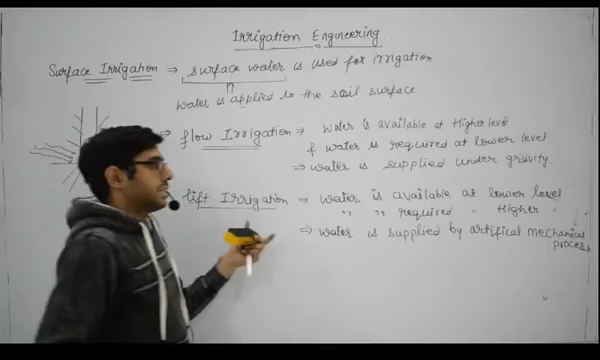 Irrigation Engineering.
Surface Irrigation ⇒ surface water is used for irrigation
Water is applied to the soil surface
⇒ flow Irrigation ⇒ Water is available at Higher level
& water is required at lower level
⇒ water is supplied under gravity
lift Irrigation ⇒ Water is available at lower level
" " required " Higher "
⇒ Water is supplied by artifical mechanical
process